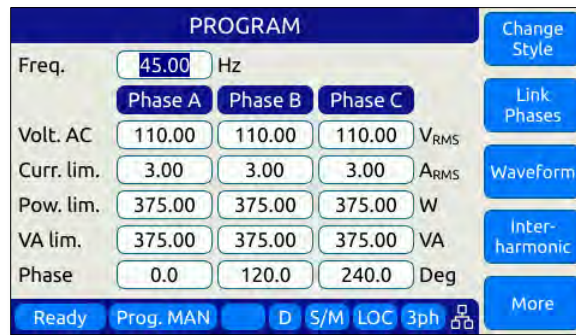 PROGRAM
Freq. 45.00 Hz
Phase A Phase B Phase C
Volt. AC 110.00 110.00 110.00 VRMS
Curr. lim. 3.00 3.00 3.00 ARMS
Pow. lim. 375.00 375.00 375.00 W
VA lim. 375.00 375.00 375.00 VA
Phase 0.0 120.0 240.0 Deg
Ready Prog. MAN D S/M LOC 3ph
Change
Style
Link
Phases
Waveform
Inter-
harmonic
More